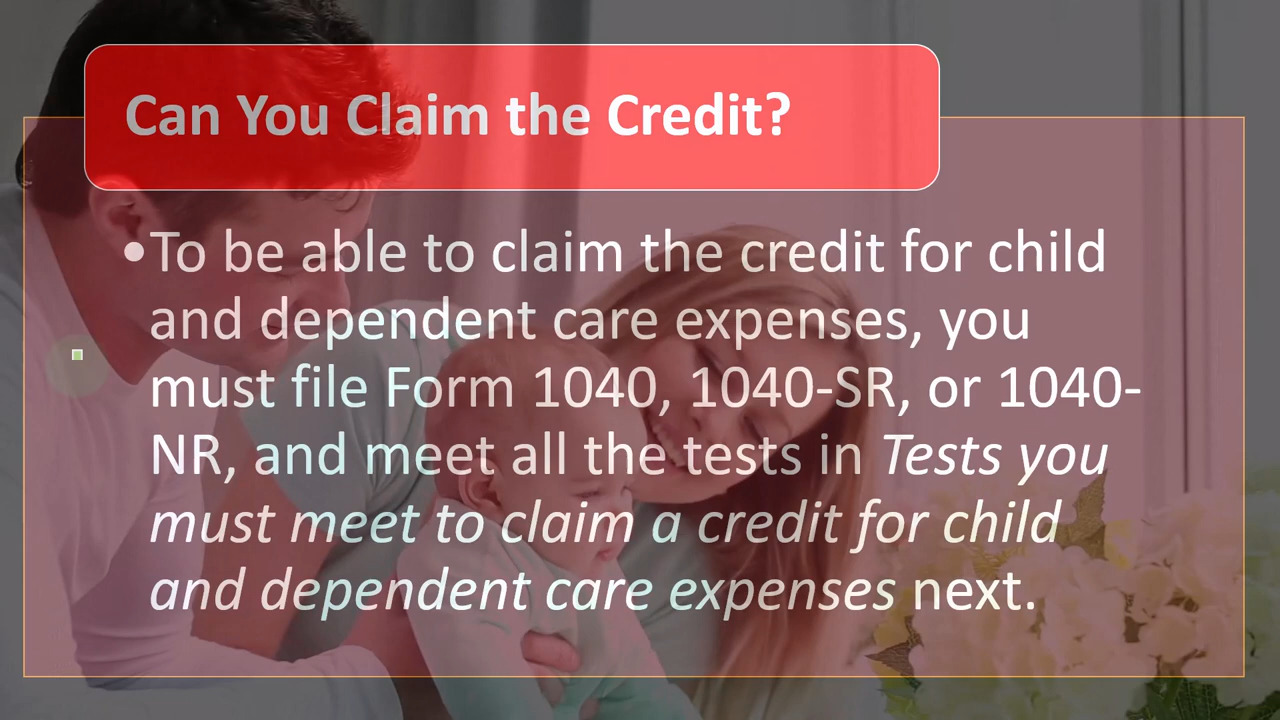 Can You Claim the Credit?
•To be able to claim the credit for child
and dependent care expenses, you
must file Form 1040, 1040-SR, or 1040-
NR, and meet all the tests in Tests you
must meet to claim a credit for child
and dependent care expenses next.